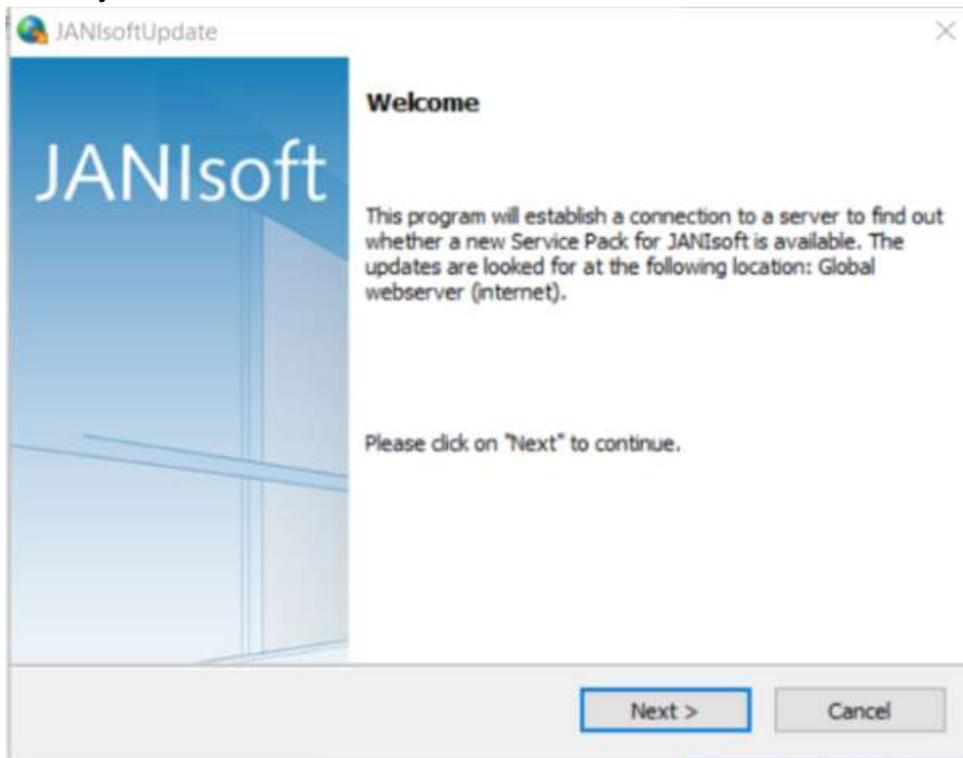 JANIsoftUpdate
JANIsoft
Welcome
This program will establish a connection to a server to find out
whether a new Service Pack for JANIsoft is available. The
updates are looked for at the following location: Global
webserver (internet).
Please click on "Next" to continue.
Next >
Cancel